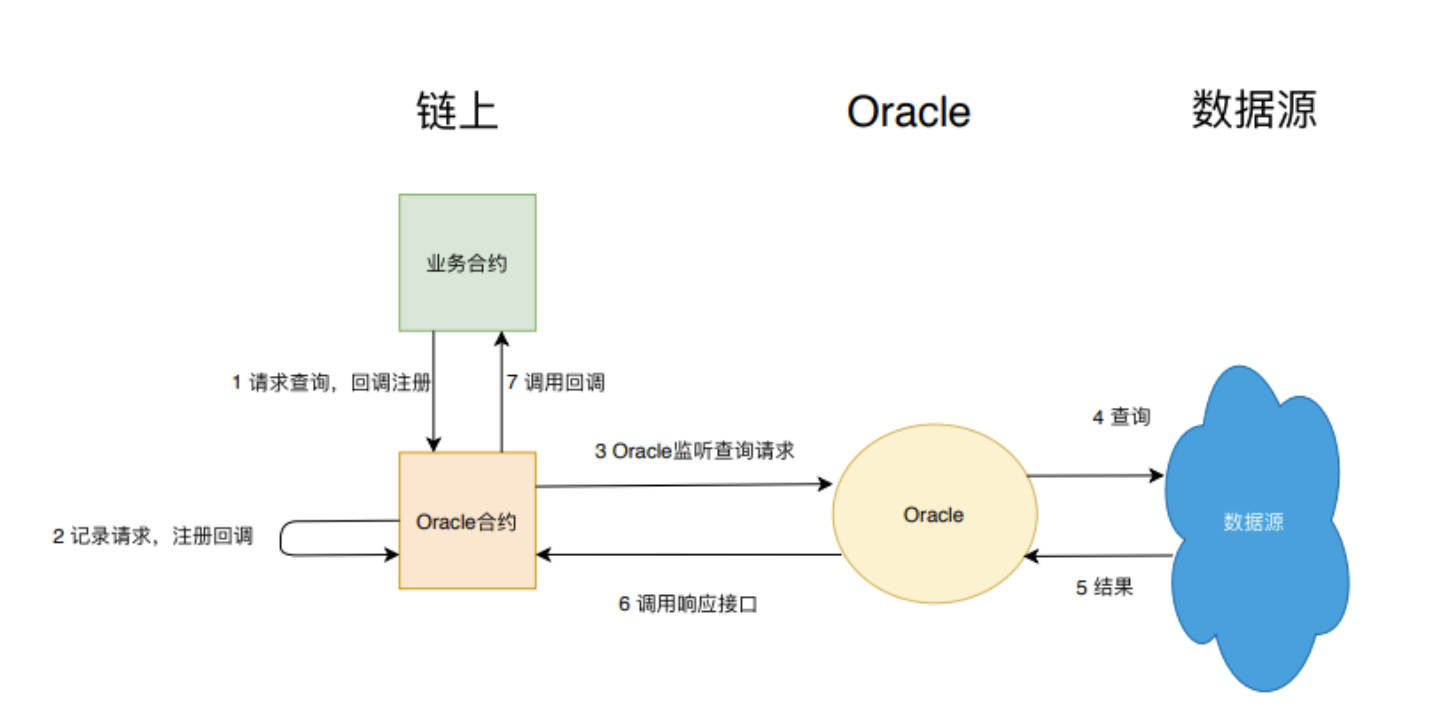 链上
Oracle
数据源
业务合约
1 请求查询，回调注册
7 调用回调
3 Oracle监听查询请求
4 查询
Oracle合约
Oracle
数据源
2 记录请求，注册回调
5 结果
6 调用响应接口